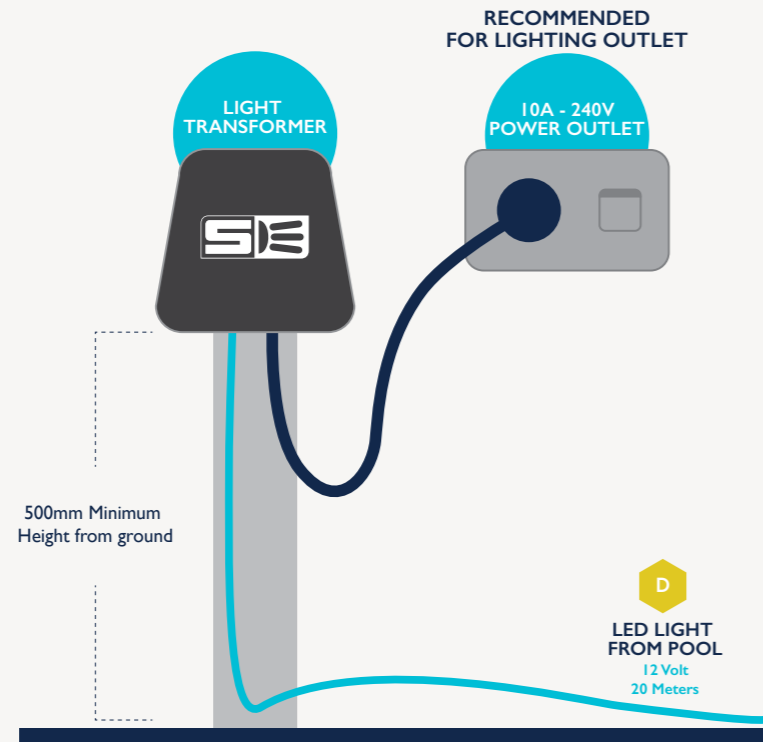 RECOMMENDED
FOR LIGHTING OUTLET
LIGHT
TRANSFORMER
10A - 240V
POWER OUTLET
500mm Minimum
Height from ground
D
LED LIGHT
FROM POOL
12 Volt
20 Meters